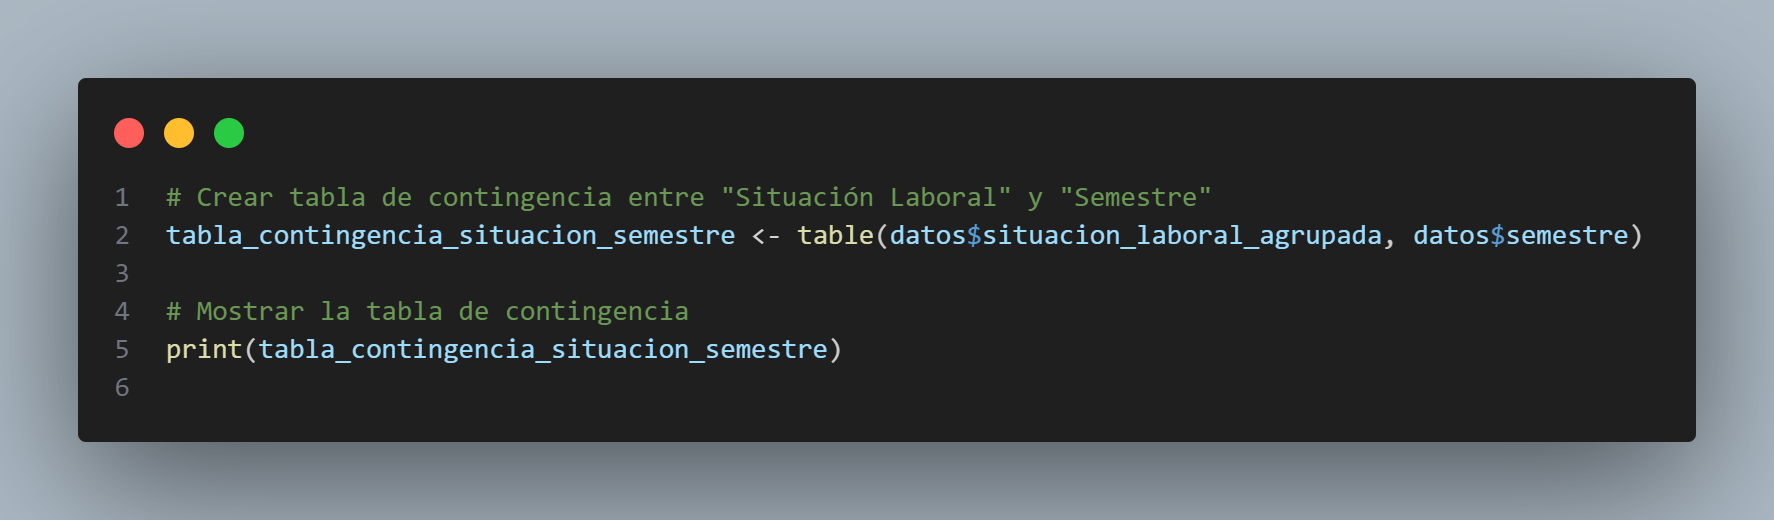 1 # Crear tabla de contingencia entre "Situación Laboral" y "Semestre"
2 tabla_contingencia_situacion_semestre <- table(datos$situacion_laboral_agrupada, datos$semestre)
3
4 # Mostrar la tabla de contingencia
5 print(tabla_contingencia_situacion_semestre)
6